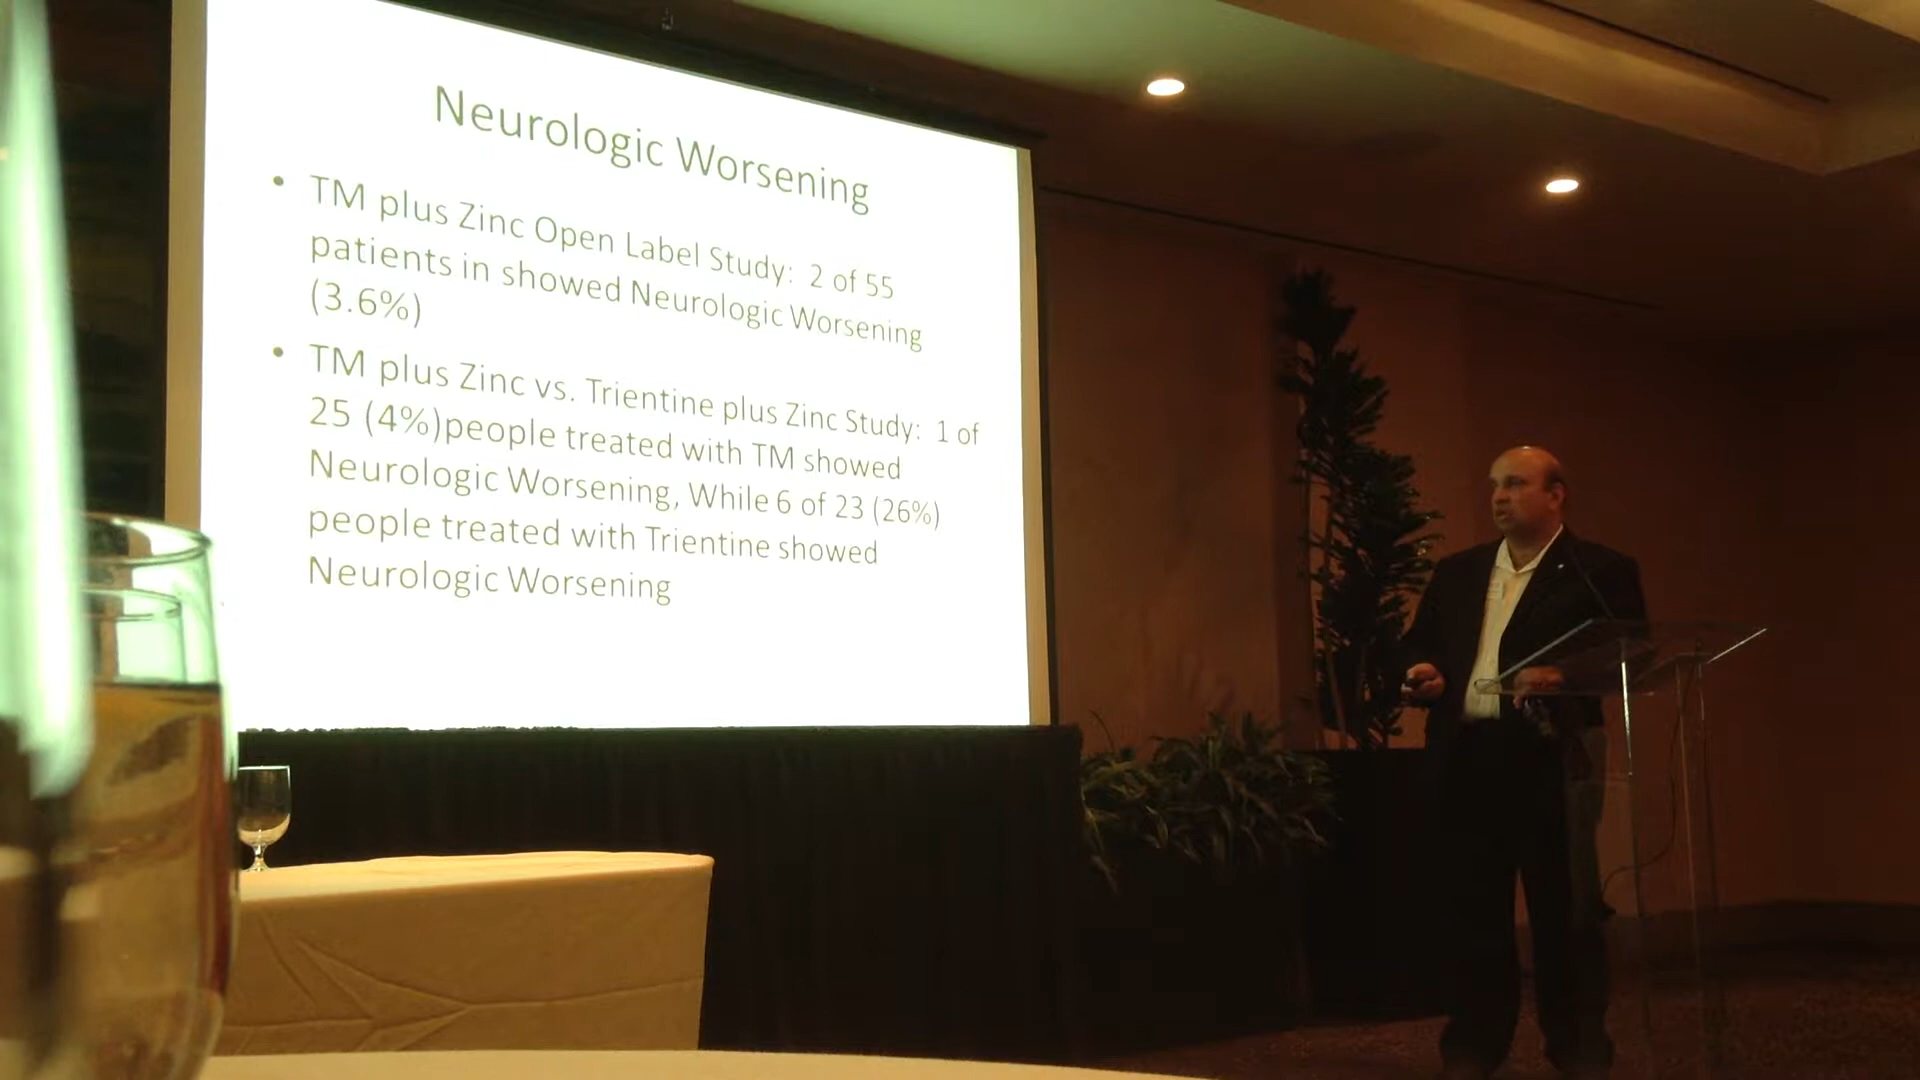 Neurologic Worsening
• TM plus Zinc Open Label Study: 2 of 55
patients in showed Neurologic Worsening
(3.6%)
• TM plus Zinc vs. Trientine plus Zinc Study: 1 of
25 (4%)people treated with TM showed
Neurologic Worsening, While 6 of 23 (26%)
people treated with Trientine showed
Neurologic Worsening